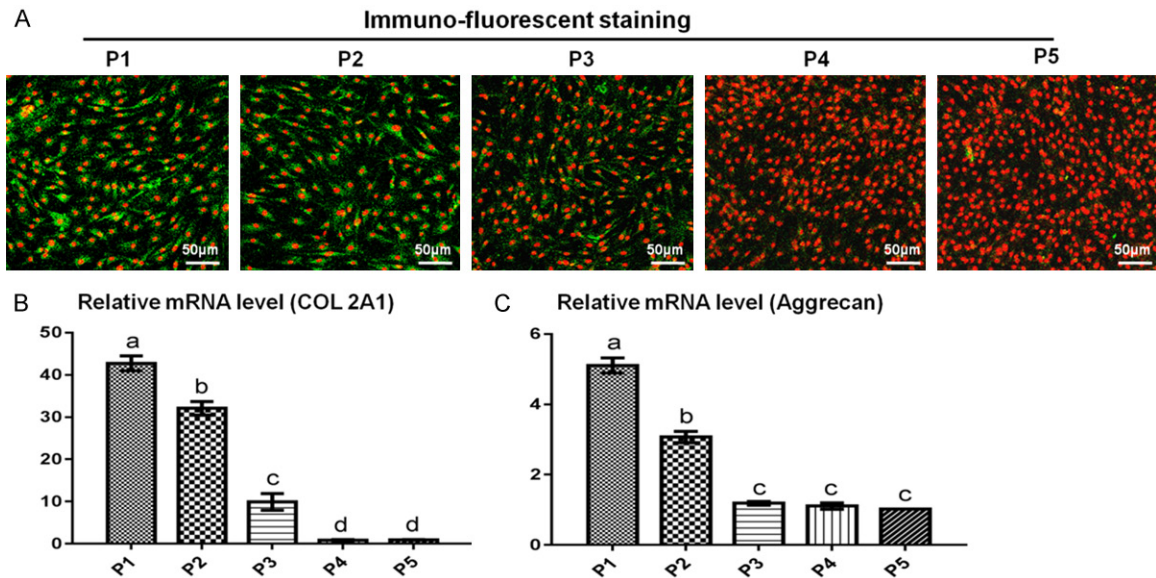 A
Immuno-fluorescent staining
P1 P2 P3 P4 P5
50µm 50µm 50µm 50µm 50µm
B Relative mRNA level (COL 2A1)
50
40
30
20
10
0
a
b
c
d
d
P1 P2 P3 P4 P5
C Relative mRNA level (Aggrecan)
6
4
2
0
a
b
c
c
c
P1 P2 P3 P4 P5